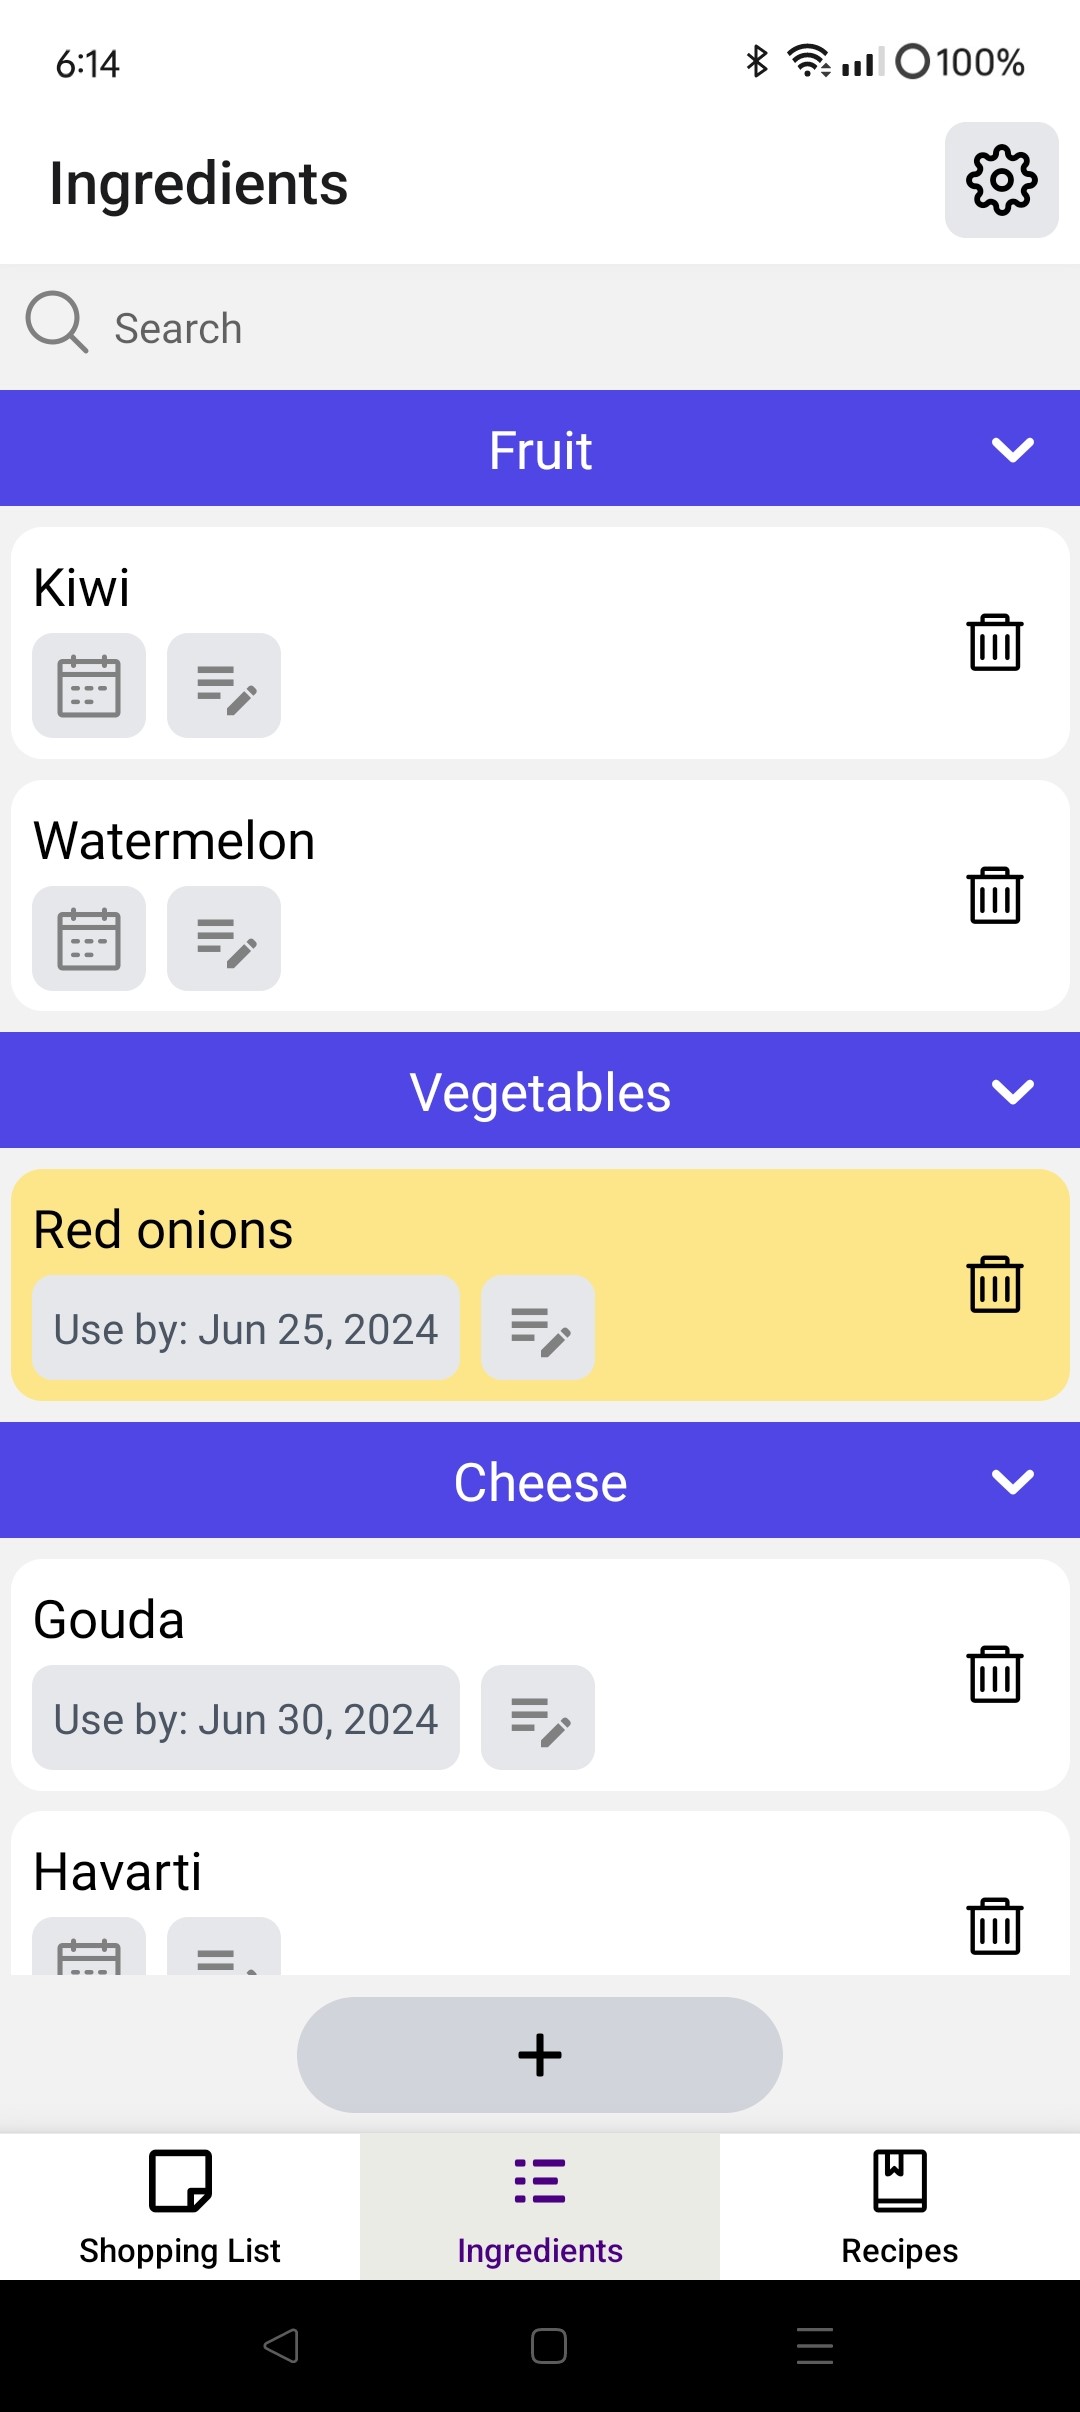 6:14
100%
Ingredients
Search
Fruit
Kiwi
Watermelon
Vegetables
Red onions
Use by: Jun 25, 2024
Cheese
Gouda
Use by: Jun 30, 2024
Havarti
Shopping List
Ingredients
Recipes